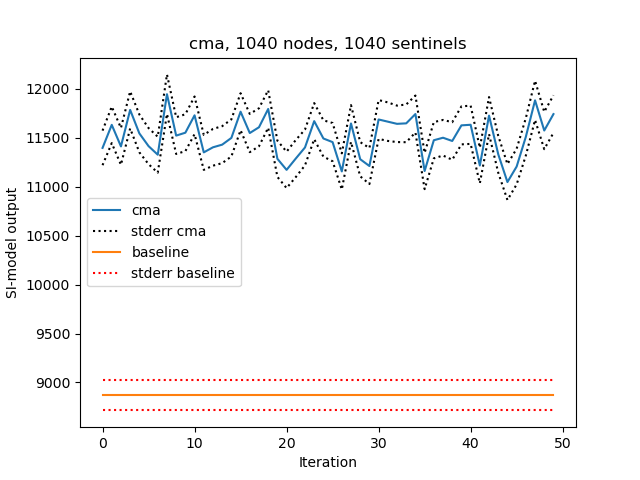 cma, 1040 nodes, 1040 sentinels
SI-model output
12000
11500
11000
10500
10000
9500
9000
cma
stderr cma
baseline
stderr baseline
0 10 20 30 40 50
Iteration